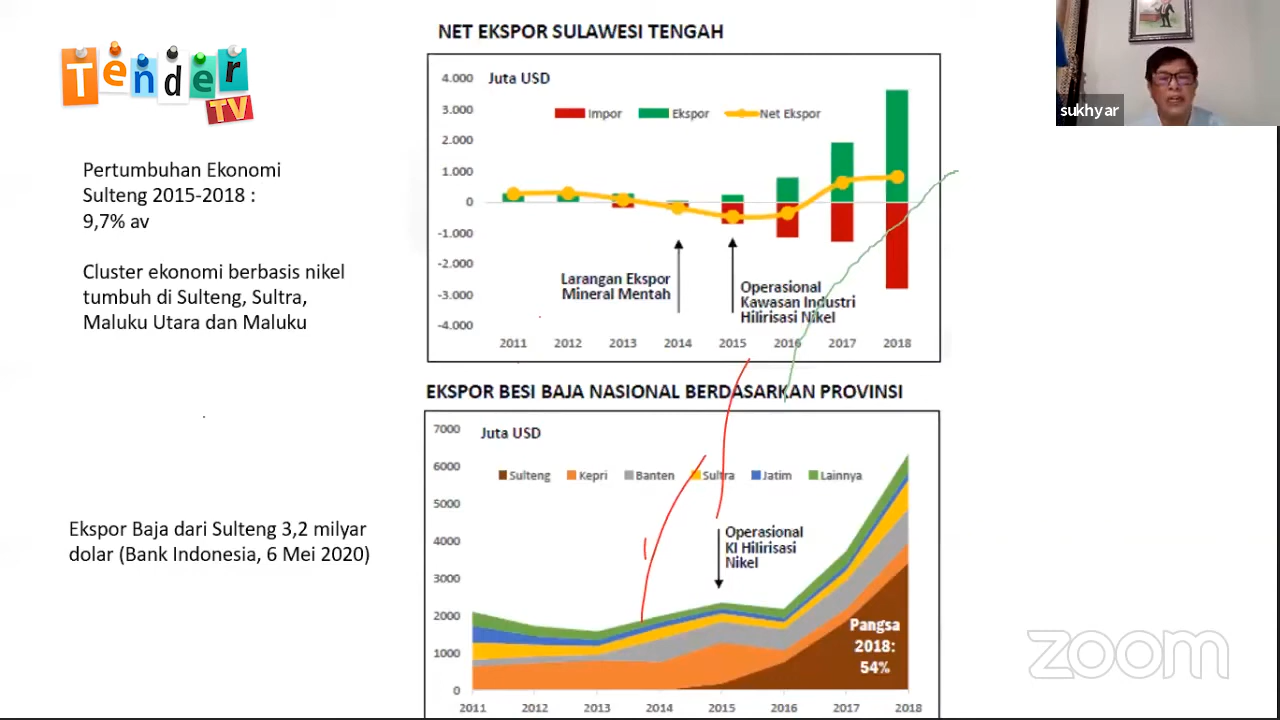 Tender
TV
Pertumbuhan Ekonomi
Sulteng 2015-2018 :
9,7% av
Cluster ekonomi berbasis nikel
tumbuh di Sulteng, Sultra,
Maluku Utara dan Maluku
Ekspor Baja dari Sulteng 3,2 milyar
dolar (Bank Indonesia, 6 Mei 2020)
NET EKSPOR SULAWESI TENGAH
Juta USD
Impor Ekspor Net Ekspor
4.000
3.000
2.000
1.000
0
-1.000
-2.000
-3.000
-4.000
Larangan Ekspor
Mineral Mentah
Operasional
Kawasan Industri
Hilirisasi Nikel
2011 2012 2013 2014 2015 2016 2017 2018
EKSPOR BESI BAJA NASIONAL BERDASARKAN PROVINSI
Juta USD
Sulteng Kepri Banten Sultra Jatim Lainnya
7000
6000
5000
4000
3000
2000
1000
0
Operasional
KI Hilirisasi
Nikel
Pangsa
2018:
54%
2011 2012 2013 2014 2015 2016 2017 2018
sukhyar
zoom